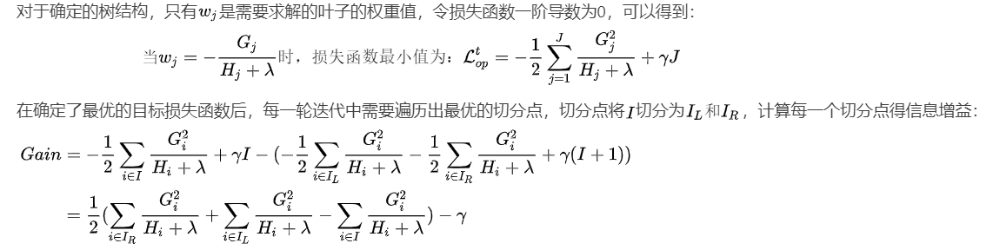 对于确定的树结构，只有$w_j$是需要求解的叶子的权重值，令损失函数一阶导数为0，可以得到：
当$w_j = -\frac{G_j}{H_j + \lambda}$时，损失函数最小值为：$\mathcal{L}_{op}^{t} = -\frac{1}{2}\sum_{j=1}^{J}\frac{G_j^2}{H_j + \lambda} + \gamma J$
在确定了最优的目标损失函数后，每一轮迭代中需要遍历出最优的切分点，切分点将$I$切分为$I_L$和$I_R$，计算每一个切分点得信息增益：
$Gain = -\frac{1}{2}\sum_{i \in I}\frac{G_i^2}{H_i + \lambda} + \gamma I - (-\frac{1}{2}\sum_{i \in I_L}\frac{G_i^2}{H_i + \lambda} - \frac{1}{2}\sum_{i \in I_R}\frac{G_i^2}{H_i + \lambda} + \gamma(I + 1))$
$= \frac{1}{2}(\sum_{i \in I_R}\frac{G_i^2}{H_i + \lambda} + \sum_{i \in I_L}\frac{G_i^2}{H_i + \lambda} - \sum_{i \in I}\frac{G_i^2}{H_i + \lambda}) - \gamma$